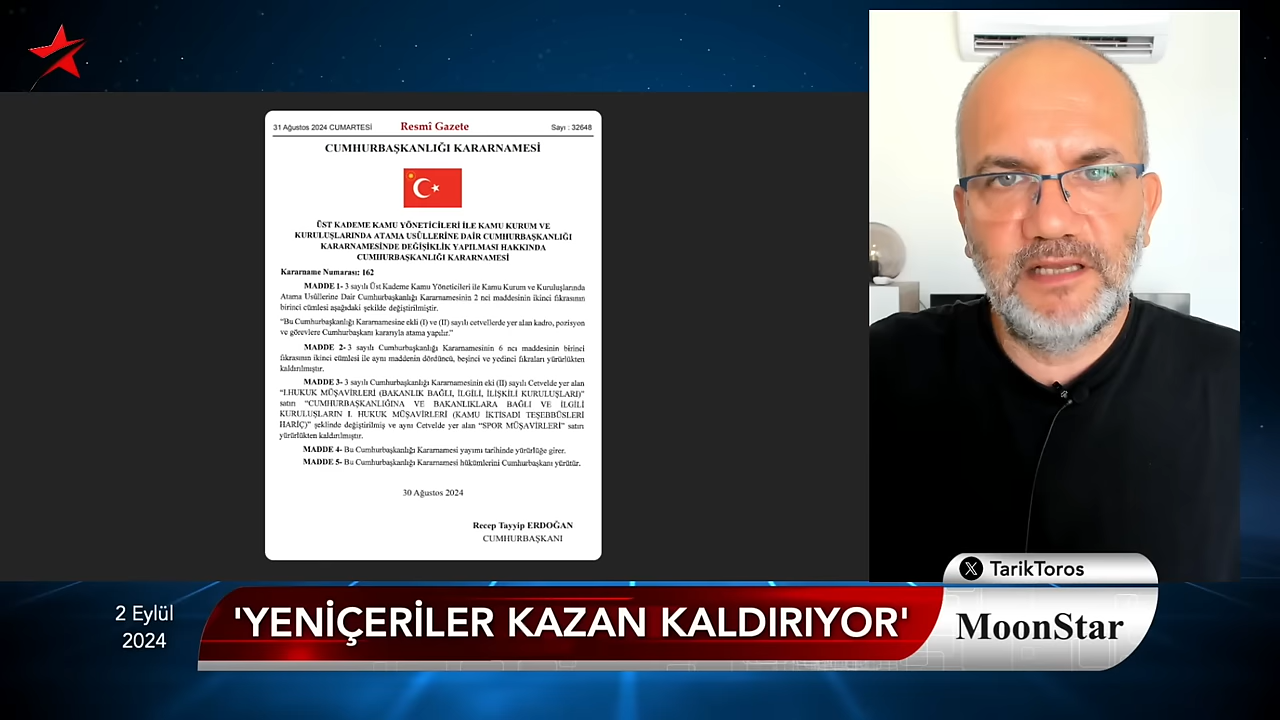 31 Ağustos 2024 CUMARTESİ Resmî Gazete Sayı : 32648
CUMHURBAŞKANLIĞI KARARNAMESİ
ÜST KADEME KAMU YÖNETİCİLERİ İLE KAMU KURUM VE
KURULUŞLARINDA ATAMA USÛLLERİNE DAİR CUMHURBAŞKANLIĞI
KARARNAMESİNDE DEĞİŞİKLİK YAPILMASI HAKKINDA
CUMHURBAŞKANLIĞI KARARNAMESİ
Kararname Numarası: 162
MADDE 1- 3 sayılı Üst Kademe Kamu Yöneticileri ile Kamu Kurum ve Kuruluşlarında
Atama Usûllerine Dair Cumhurbaşkanlığı Kararnamesinin 2 nci maddesinin ikinci fıkrasının
birinci cümlesi aşağıdaki şekilde değiştirilmiştir.
“Bu Cumhurbaşkanlığı Kararnamesine ekli (I) ve (II) sayılı cetvellerde yer alan kadro, pozisyon
ve görevlere Cumhurbaşkanı kararıyla atama yapılır.”
MADDE 2- 3 sayılı Cumhurbaşkanlığı Kararnamesinin 6 ncı maddesinin birinci
fıkrasının ikinci cümlesi ile aynı maddenin dördüncü, beşinci ve yedinci fıkraları yürürlükten
kaldırılmıştır.
MADDE 3- 3 sayılı Cumhurbaşkanlığı Kararnamesinin eki (II) sayılı Cetvelde yer alan
“I.HUKUK MÜŞAVİRLERİ (BAKANLIK BAĞLI, İLGİLİ, İLİŞKİLİ KURULUŞLARI)”
satırı “CUMHURBAŞKANLIĞINA VE BAKANLIKLARA BAĞLI VE İLGİLİ
KURULUŞLARIN I. HUKUK MÜŞAVİRLERİ (KAMU İKTİSADİ TEŞEBBÜSLERİ
HARİÇ)” şeklinde değiştirilmiş ve aynı Cetvelde yer alan “SPOR MÜŞAVİRLERİ” satırı
yürürlükten kaldırılmıştır.
MADDE 4- Bu Cumhurbaşkanlığı Kararnamesi yayımı tarihinde yürürlüğe girer.
MADDE 5- Bu Cumhurbaşkanlığı Kararnamesi hükümlerini Cumhurbaşkanı yürütür.
30 Ağustos 2024
Recep Tayyip ERDOĞAN
CUMHURBAŞKANI
TarikToros
2 Eylül
2024
'YENİÇERİLER KAZAN KALDIRIYOR'
MoonStar